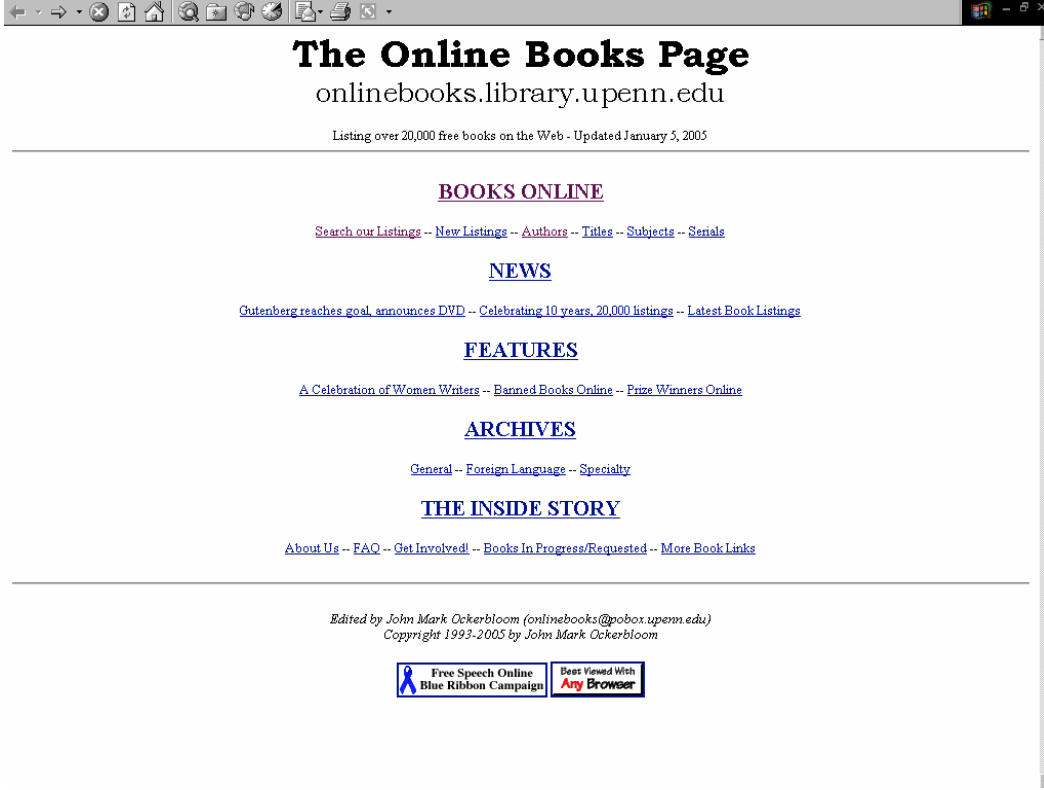 The Online Books Page
onlinebooks.library.upenn.edu
Listing over 20,000 free books on the Web - Updated January 5, 2005
BOOKS ONLINE
Search our Listings -- New Listings -- Authors -- Titles -- Subjects -- Serials
NEWS
Gutenberg reaches goal, announces DVD -- Celebrating 10 years, 20,000 listings -- Latest Book Listings
FEATURES
A Celebration of Women Writers -- Banned Books Online -- Prize Winners Online
ARCHIVES
General -- Foreign Language -- Specialty
THE INSIDE STORY
About Us -- FAQ -- Get Involved! -- Books In Progress/Requested -- More Book Links
Edited by John Mark Ockerbloom (onlinebooks@pobox.upenn.edu)
Copyright 1993-2005 by John Mark Ockerbloom
Free Speech Online
Blue Ribbon Campaign
Best Viewed With
Any Browser